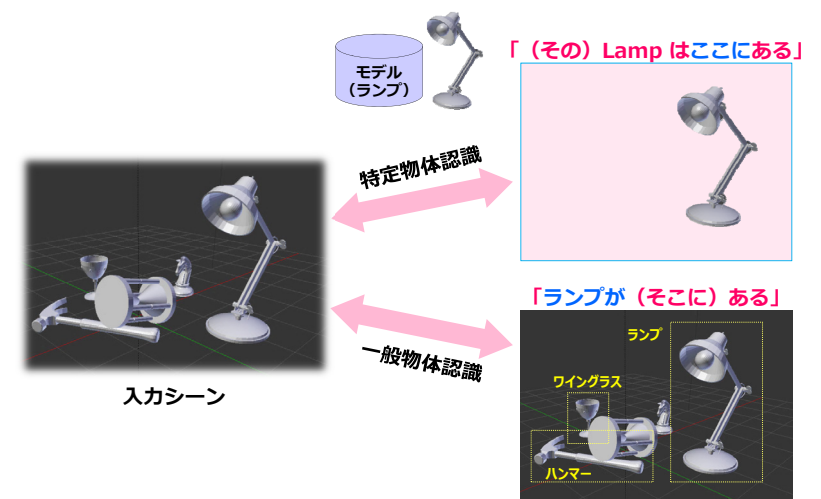 モデル
（ランプ）
「（その）Lamp はここにある」
特定物体認識
入力シーン
一般物体認識
「ランプが（そこに）ある」
ランプ
ワイングラス
ハンマー